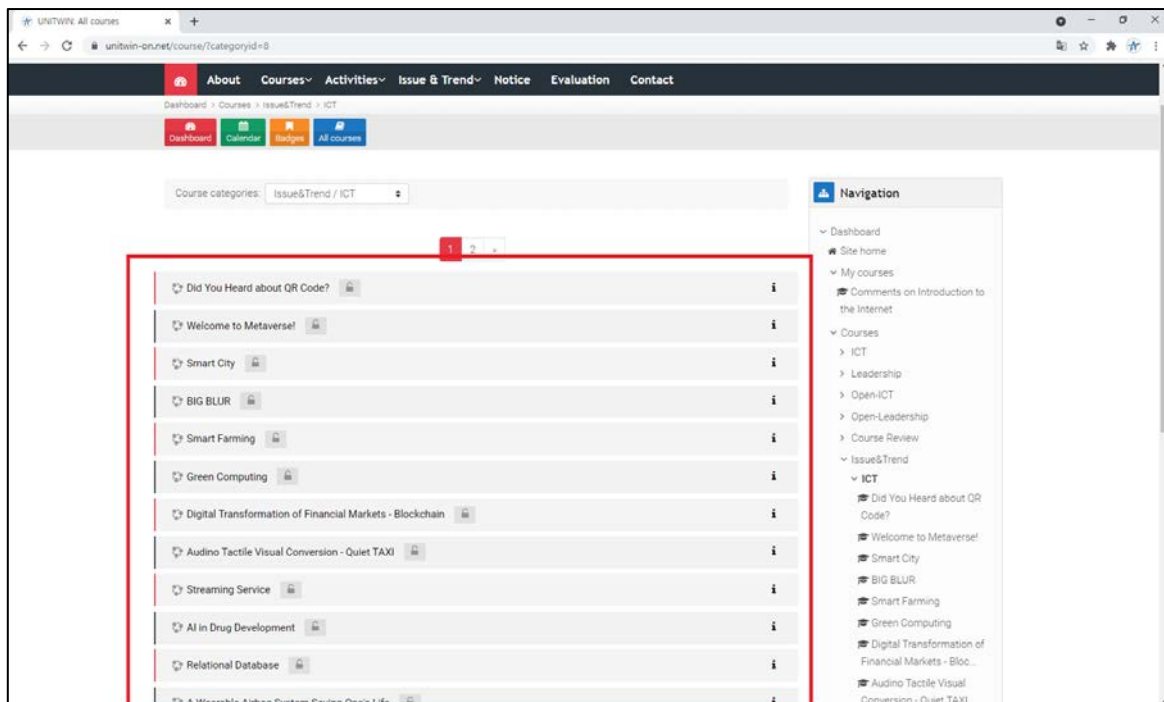 UNITWIN: All courses
unitwin-on.net/course/?categoryid=8
About Courses Activities Issue & Trend Notice Evaluation Contact
Dashboard > Courses > Issue&Trend > ICT
Dashboard Calendar Badges All courses
Course categories: Issue&Trend / ICT
1 2 »
Did You Heard about QR Code?
Welcome to Metaverse!
Smart City
BIG BLUR
Smart Farming
Green Computing
Digital Transformation of Financial Markets - Blockchain
Audino Tactile Visual Conversion - Quiet TAXI
Streaming Service
AI in Drug Development
Relational Database
A Wearable Airbag System Saving One's Life
Navigation
Dashboard
Site home
My courses
Comments on Introduction to
the Internet
Courses
ICT
Leadership
Open-ICT
Open-Leadership
Course Review
Issue&Trend
ICT
Did You Heard about QR
Code?
Welcome to Metaverse!
Smart City
BIG BLUR
Smart Farming
Green Computing
Digital Transformation of
Financial Markets - Bloc...
Audino Tactile Visual
Conversion - Quiet TAXI